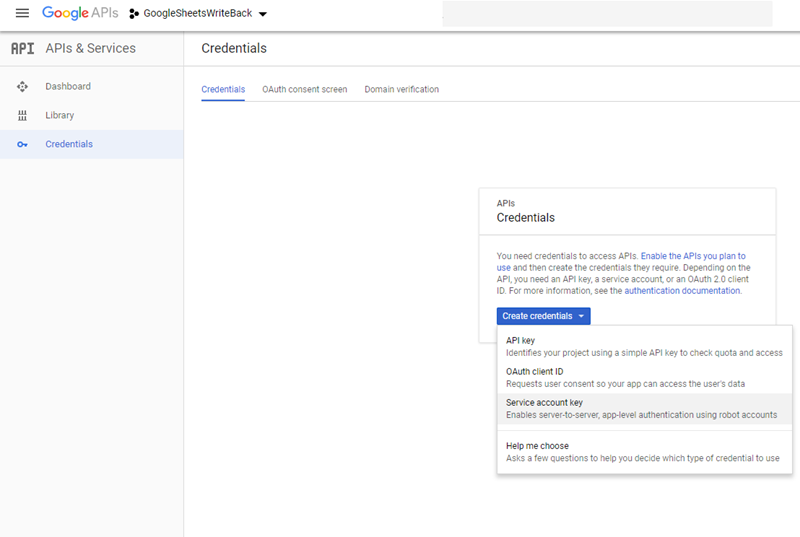 Google APIs GoogleSheetsWriteBack
API APIs & Services
Credentials
Dashboard
Library
Credentials
Credentials OAuth consent screen Domain verification
APIs
Credentials
You need credentials to access APIs. Enable the APIs you plan to
use and then create the credentials they require. Depending on the
API, you need an API key, a service account, or an OAuth 2.0 client
ID. For more information, see the authentication documentation.
Create credentials
API key
Identifies your project using a simple API key to check quota and access
OAuth client ID
Requests user consent so your app can access the user's data
Service account key
Enables server-to-server, app-level authentication using robot accounts
Help me choose
Asks a few questions to help you decide which type of credential to use